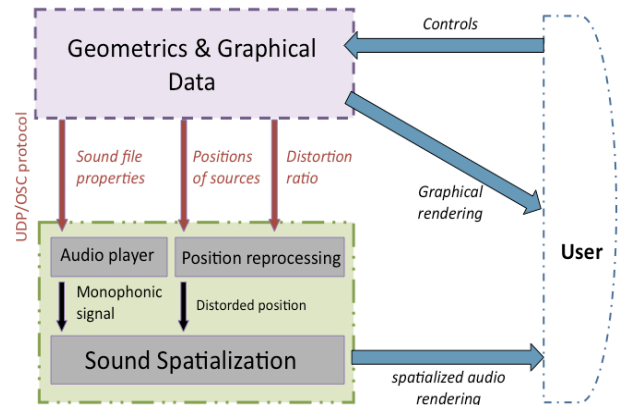 Controls
Geometrics & Graphical
Data
UDP/OSC protocol
Sound file
properties
Positions
of sources
Distortion
ratio
Graphical
rendering
User
Audio player
Position reprocessing
Monophonic
signal
Distorded position
Sound Spatialization
spatialized audio
rendering